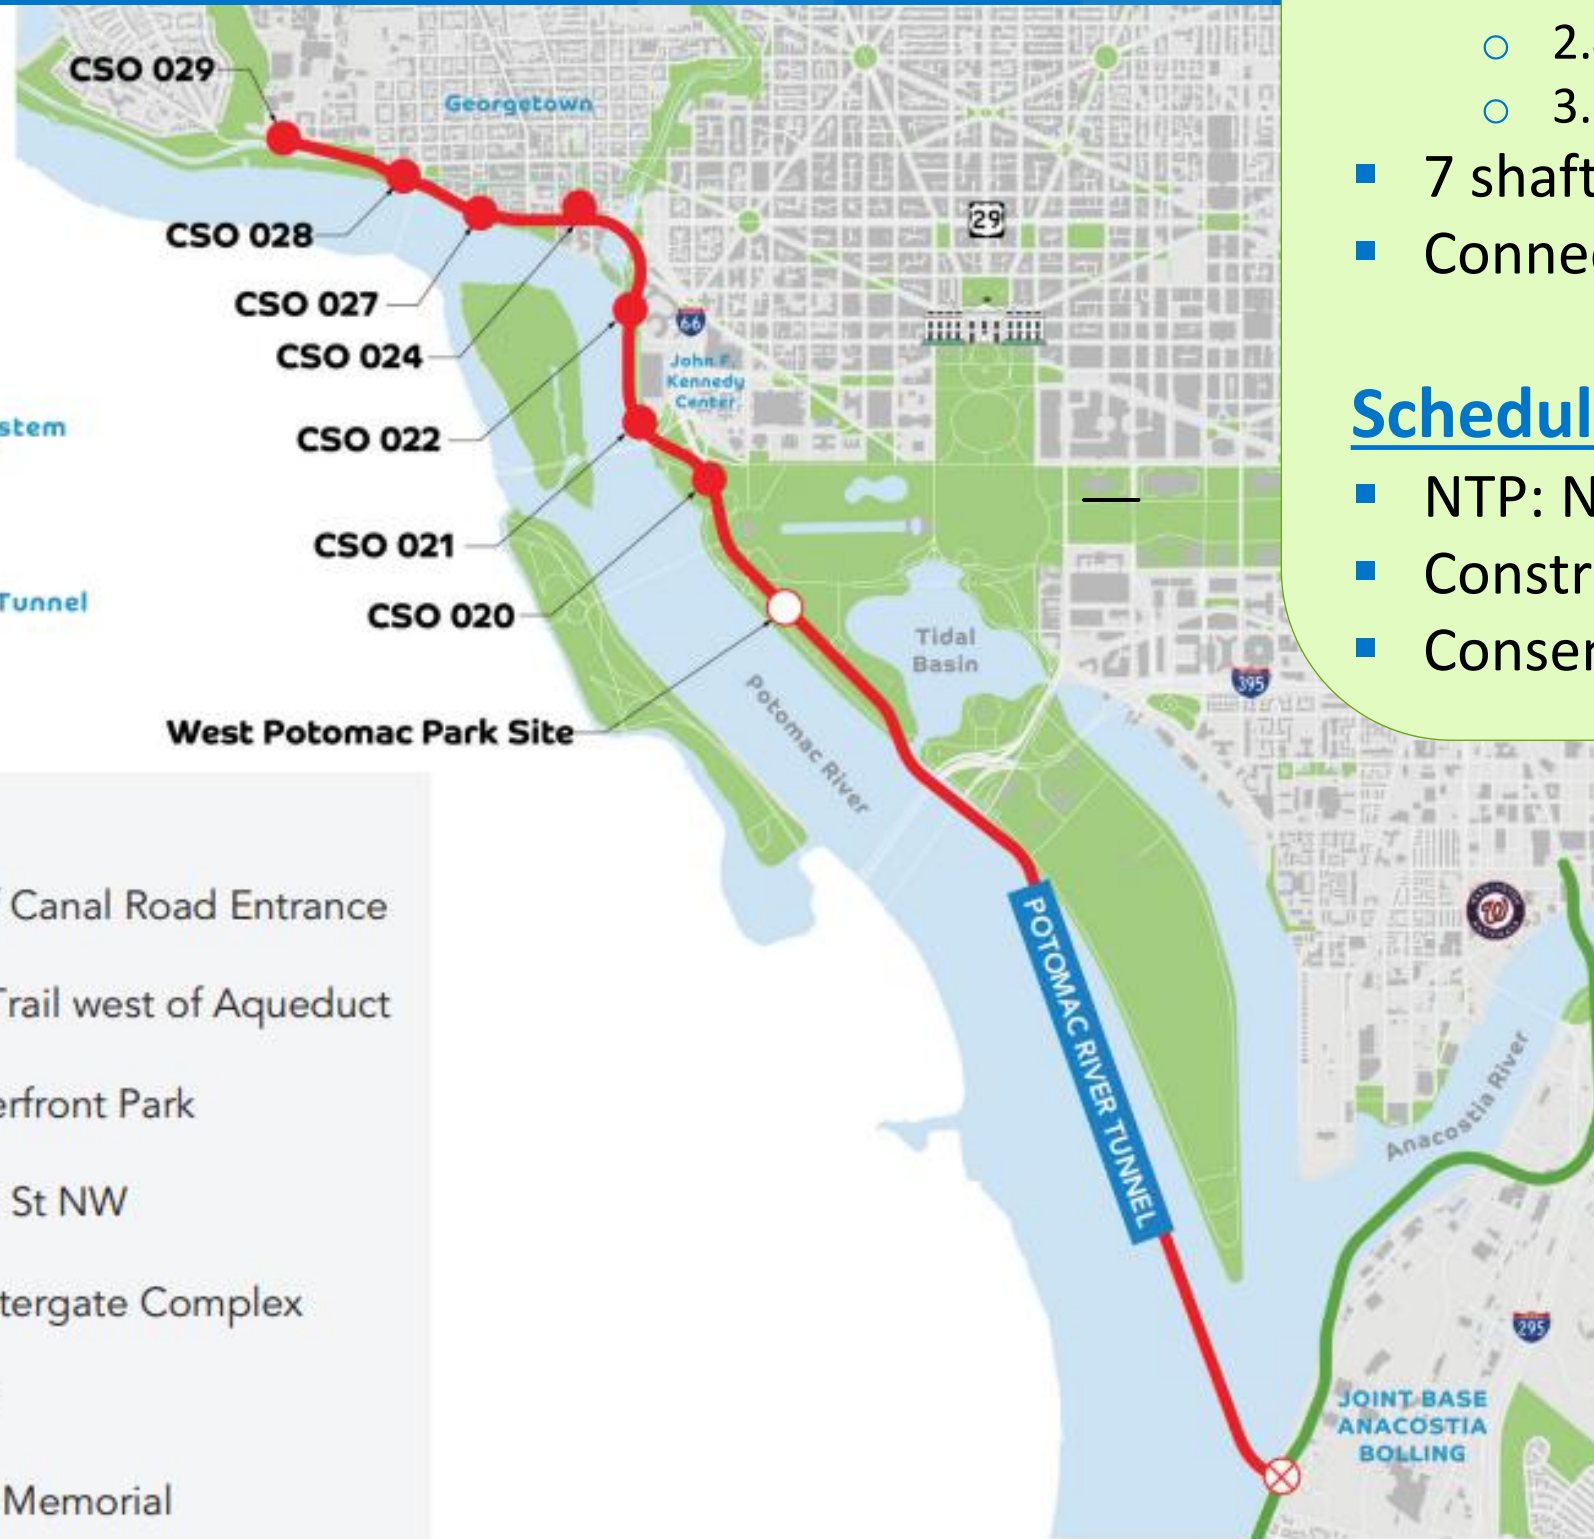 CSO 029
Georgetown
CSO 028
CSO 027
CSO 024
CSO 022
CSO 021
CSO 020
West Potomac Park Site
29
66
John F.
Kennedy
Center
Tidal
Basin
Potomac River
395
POTOMAC RIVER TUNNEL
W
Anacostia River
295
JOINT BASE
ANACOSTIA
BOLLING
stem
Tunnel
Canal Road Entrance
Trail west of Aqueduct
erfront Park
St NW
tergate Complex
Memorial
○ 2.
○ 3.
▪ 7 shaft
▪ Connec
Schedul
▪ NTP: N
▪ Constr
▪ Conser